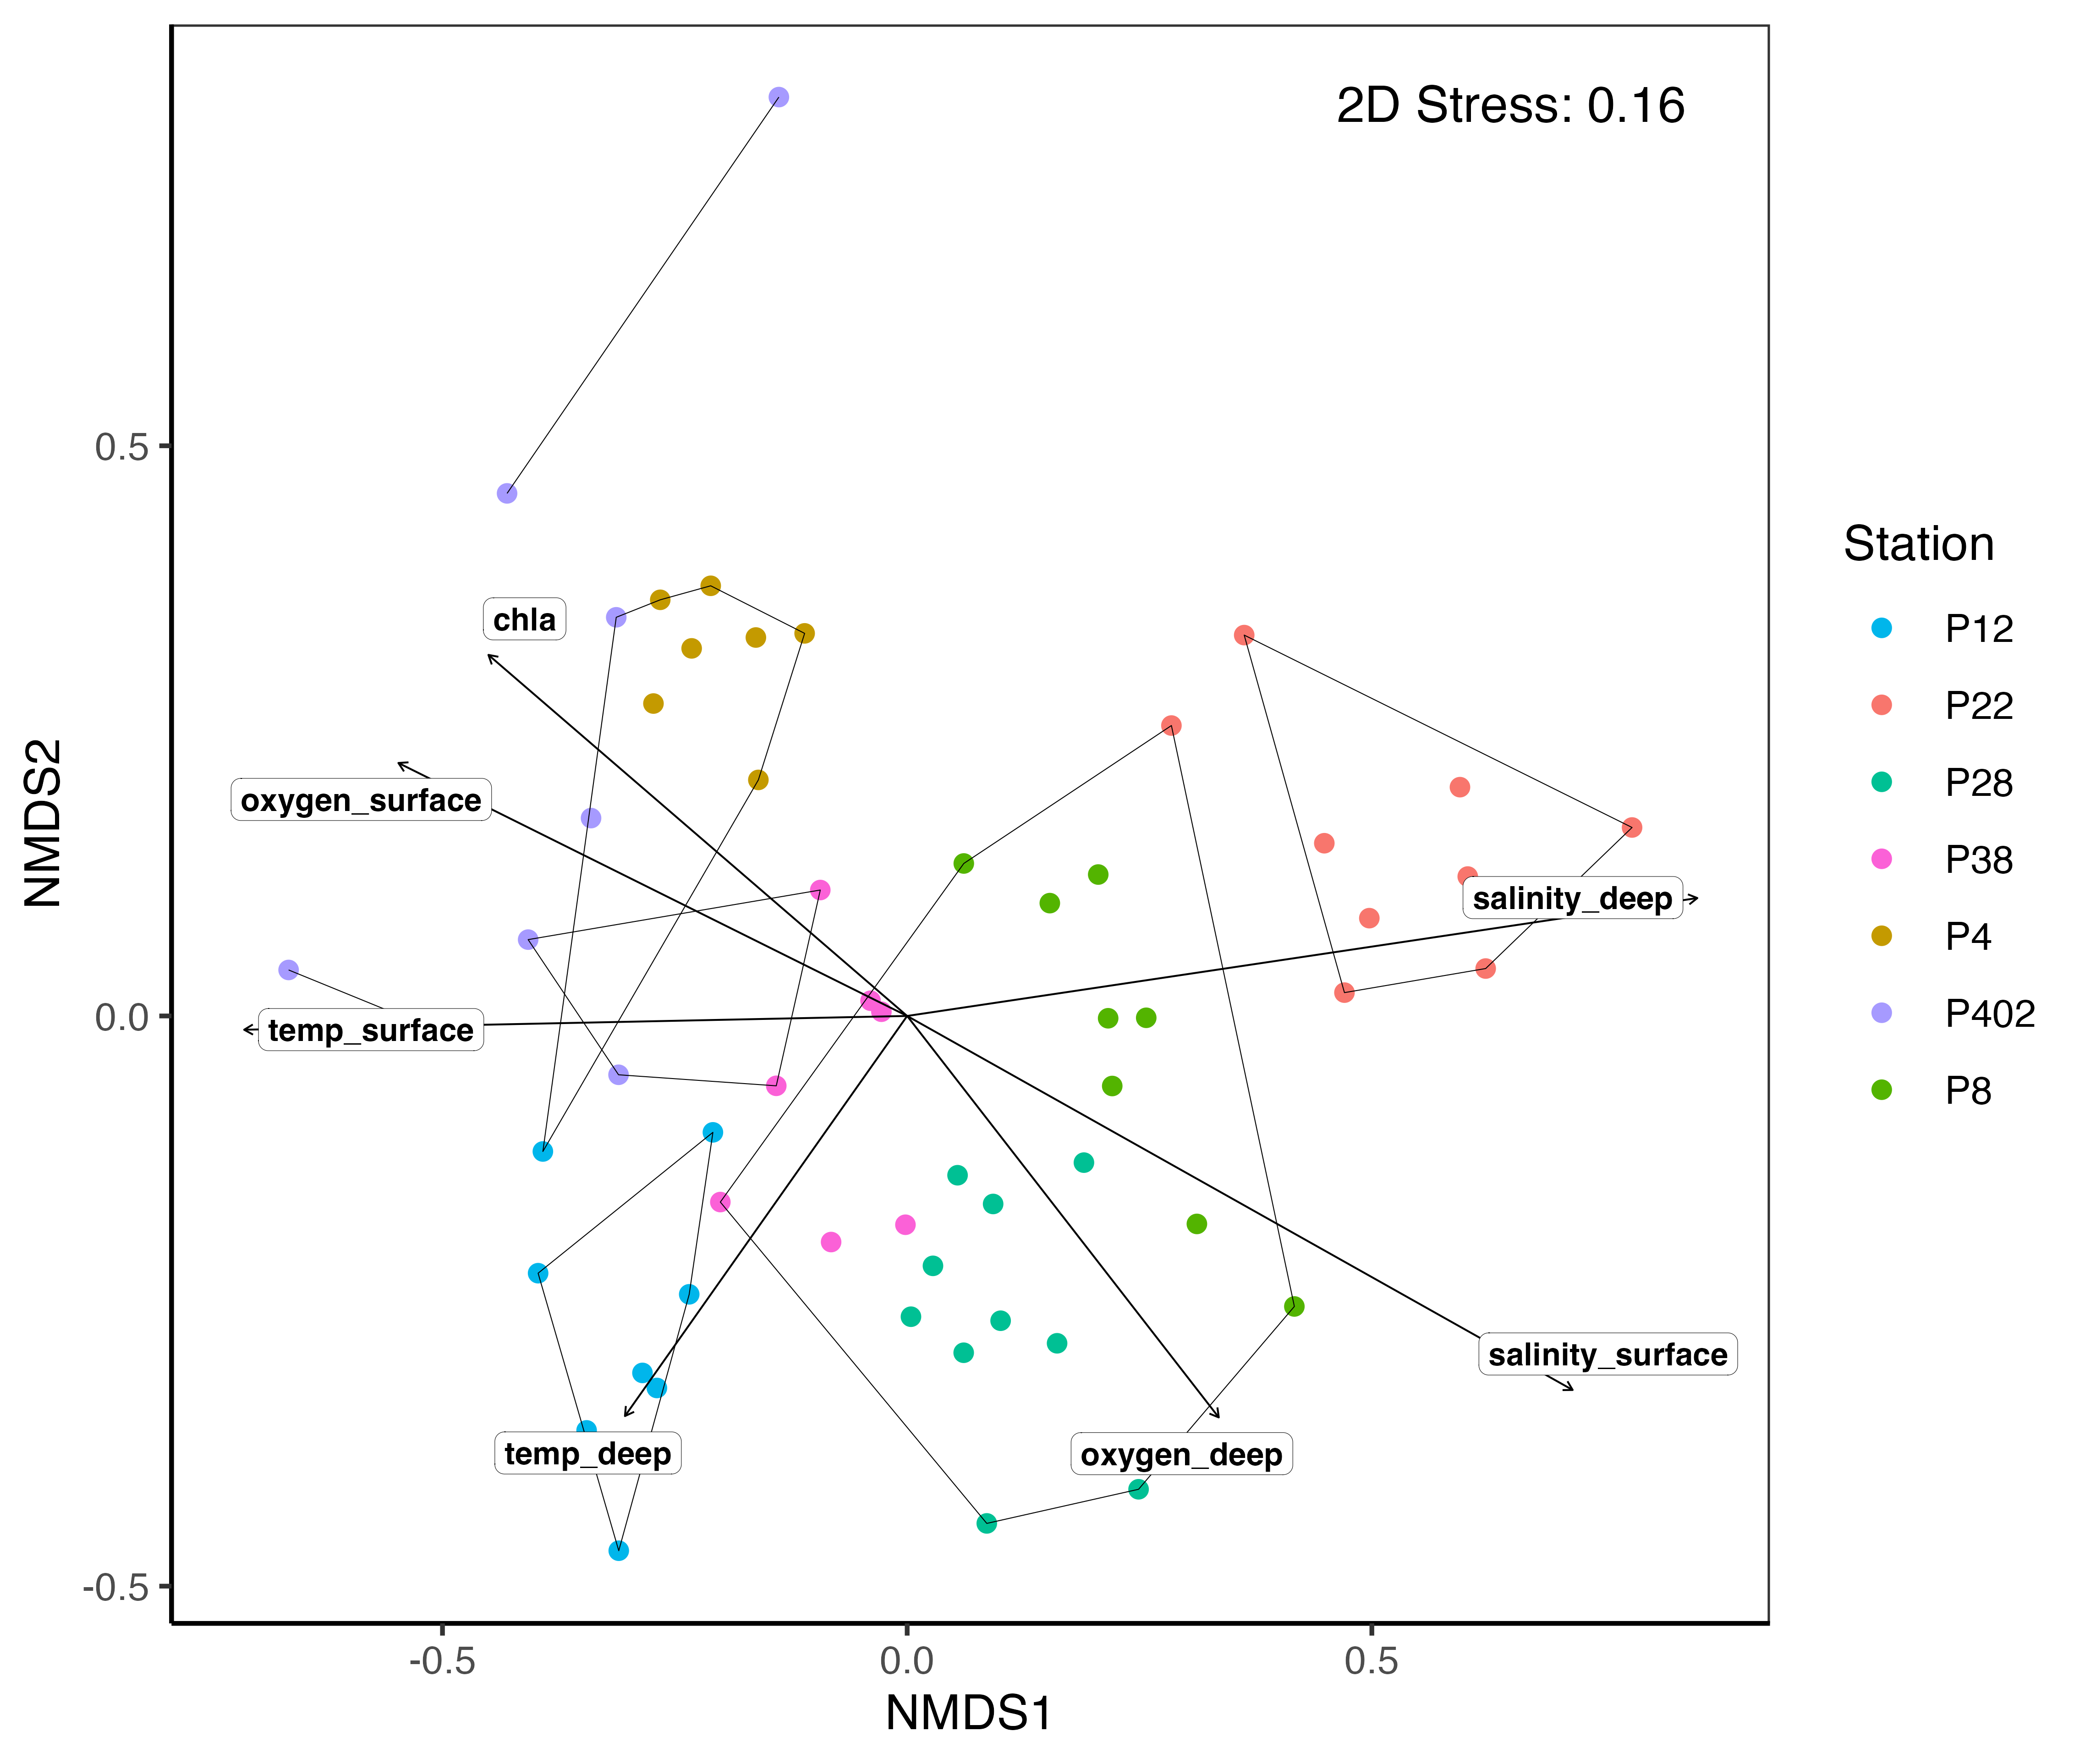 2D Stress: 0.16
0.5
chla
oxygen_surface
NMDS2
salinity_deep
0.0
temp_surface
salinity_surface
temp_deep
oxygen_deep
-0.5
-0.5
0.0
0.5
NMDS1
Station
P12
P22
P28
P38
P4
P402
P8